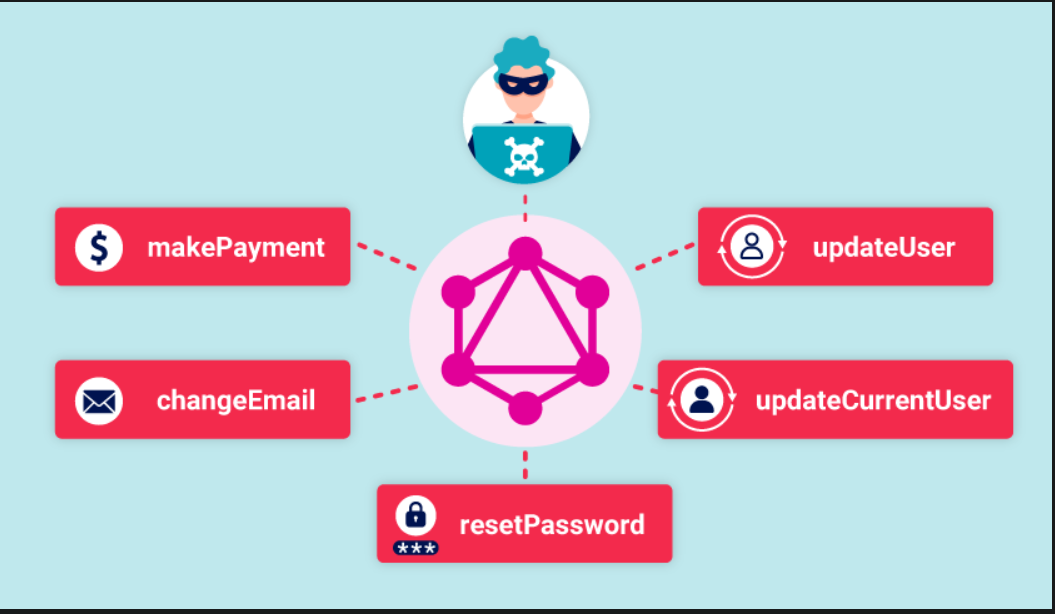 makePayment
updateUser
changeEmail
updateCurrentUser
resetPassword
***